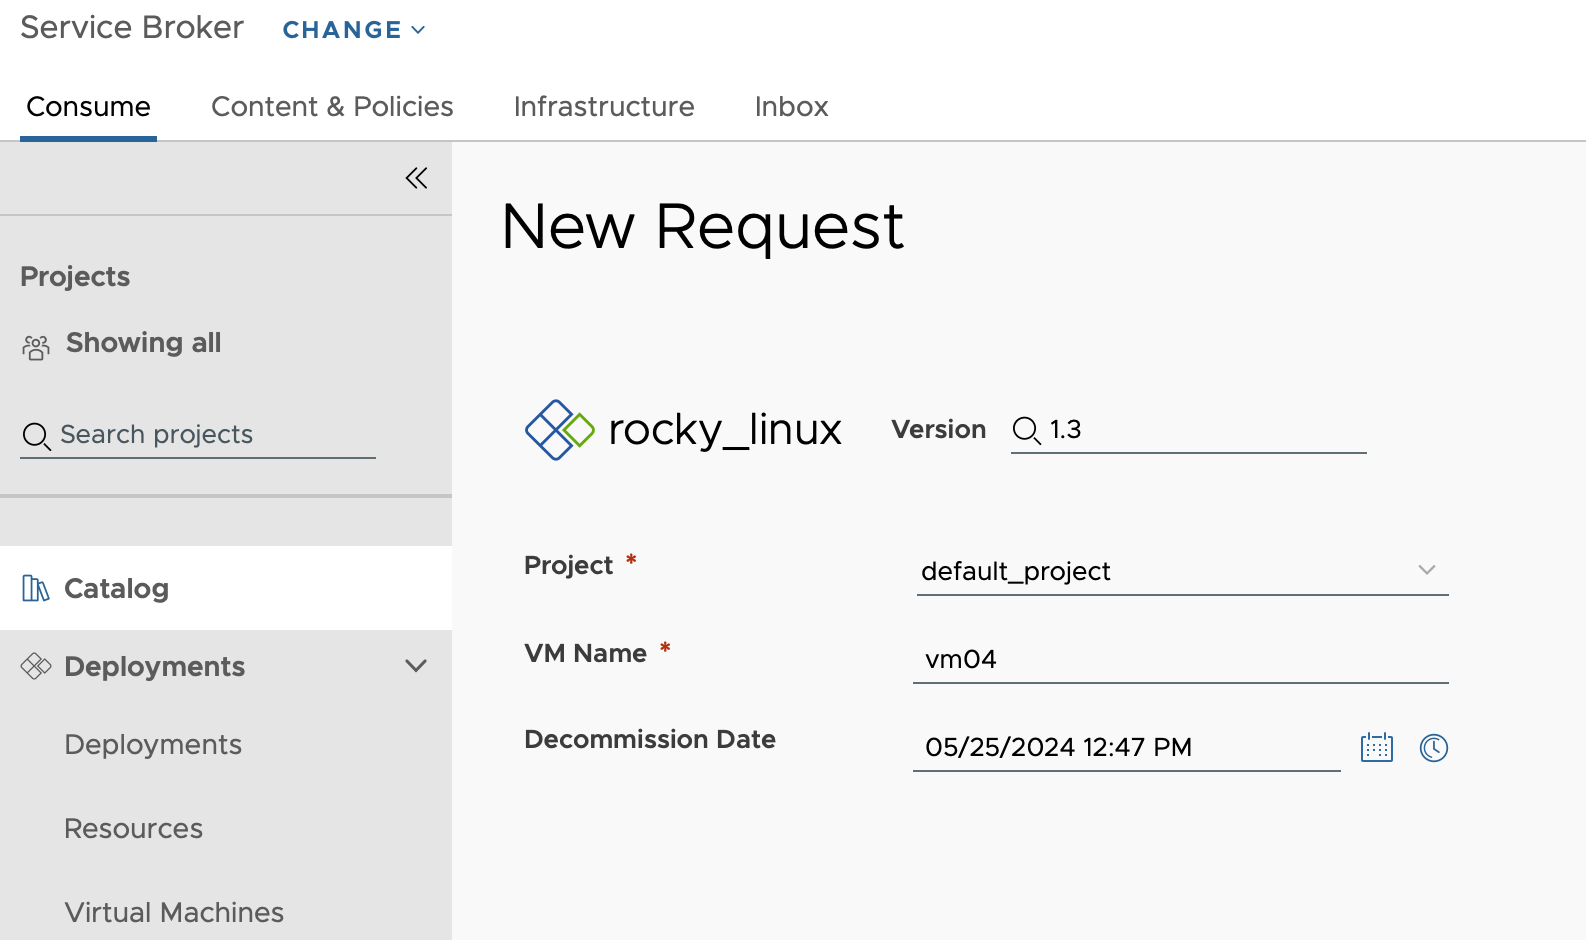 Service Broker CHANGE
Consume Content & Policies Infrastructure Inbox
Projects
Showing all
Search projects
Catalog
Deployments
Deployments
Resources
Virtual Machines
New Request
rocky_linux Version 1.3
Project * default_project
VM Name * vm04
Decommission Date 05/25/2024 12:47 PM